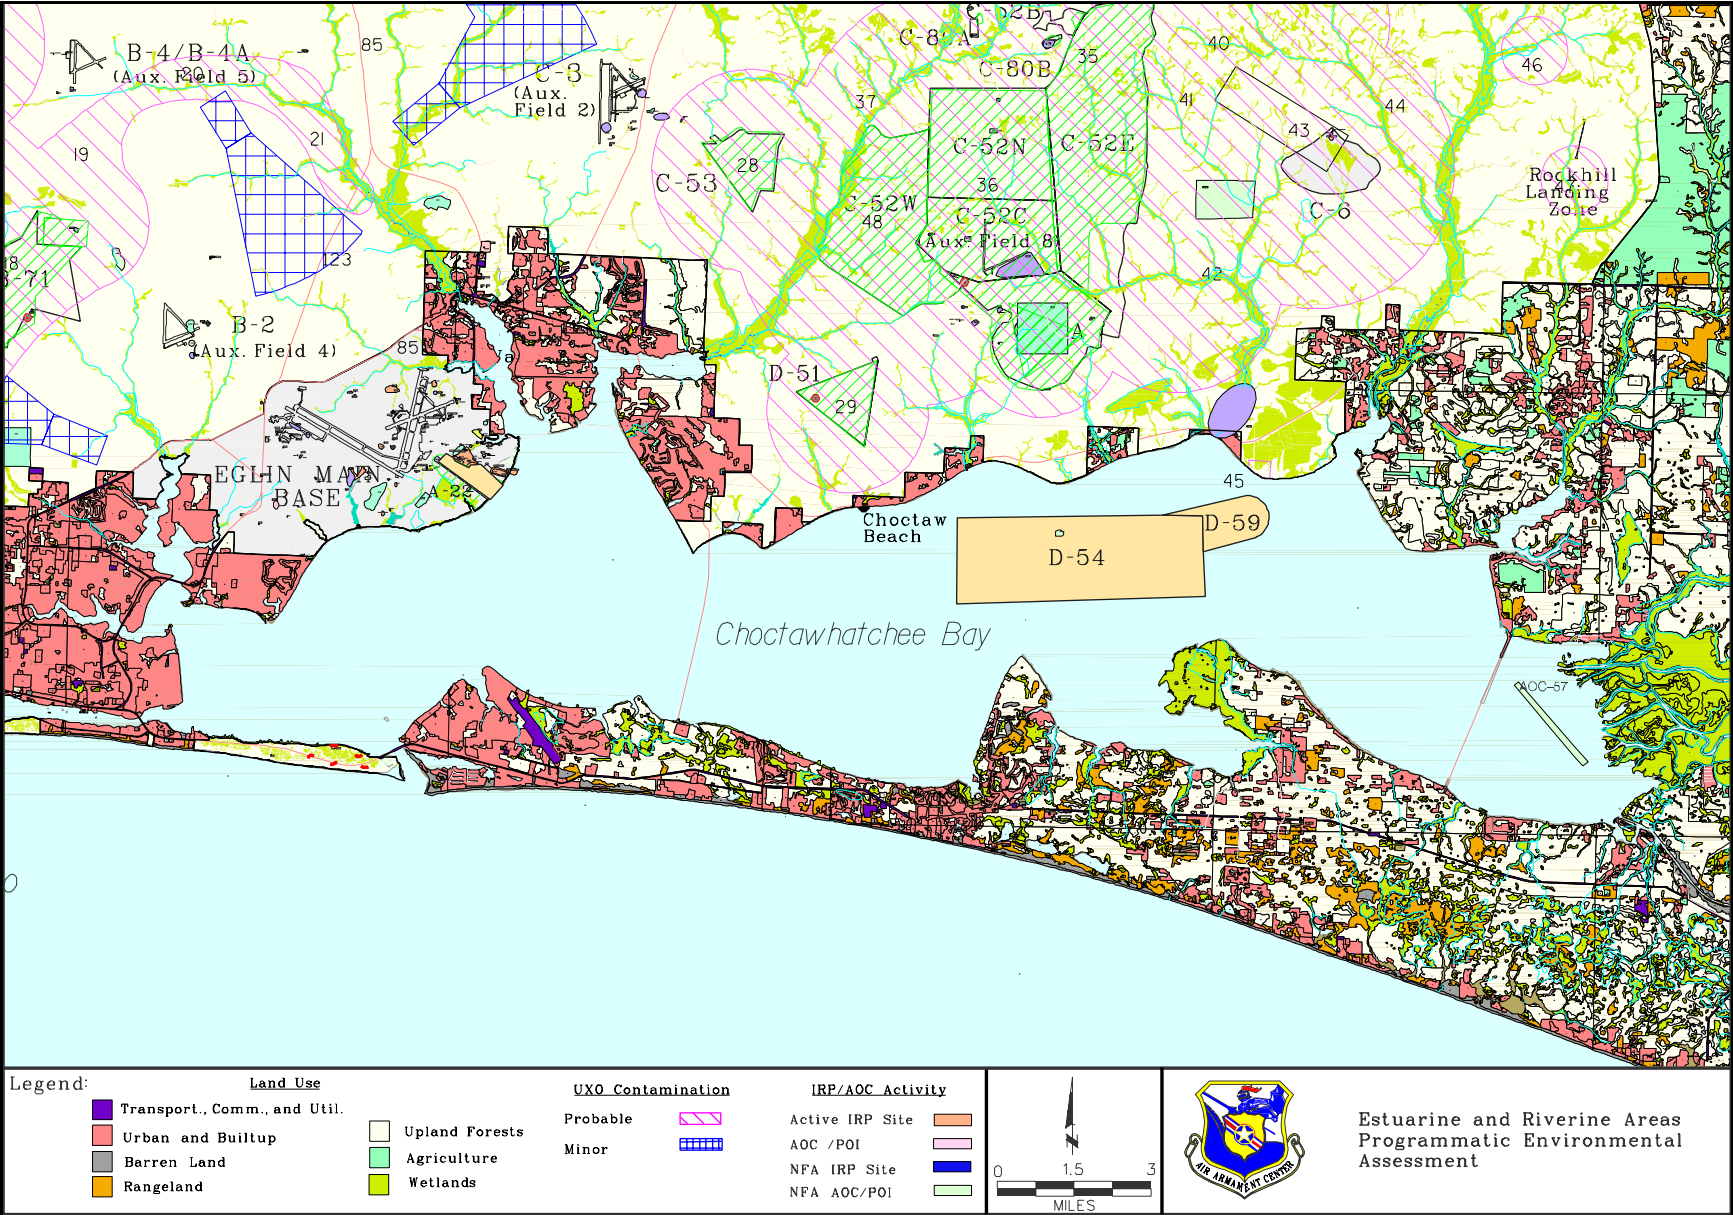 B-4/B-4A
(Aux. Field 5)
20
85
C-3
(Aux.
Field 2)
C-52B
C-80B
35
40
46
37
41
44
43
19
21
28
C-53
C-52N
C-52E
36
C-52W
48
C-52C
(Aux. Field 8)
C-6
Rockhill
Landing
Zone
42
123
B-2
(Aux. Field 4)
85
A
D-51
29
EGLIN MAIN
BASE
A-22
45
Choctaw
Beach
D-59
D-54
Choctawhatchee Bay
AOC-57
Legend:
Land Use
Transport., Comm., and Util.
Urban and Builtup
Barren Land
Rangeland
Upland Forests
Agriculture
Wetlands
UXO Contamination
Probable
Minor
IRP/AOC Activity
Active IRP Site
AOC /POI
NFA IRP Site
NFA AOC/POI
N
0 1.5 3
MILES
AIR ARMAMENT CENTER
Estuarine and Riverine Areas
Programmatic Environmental
Assessment